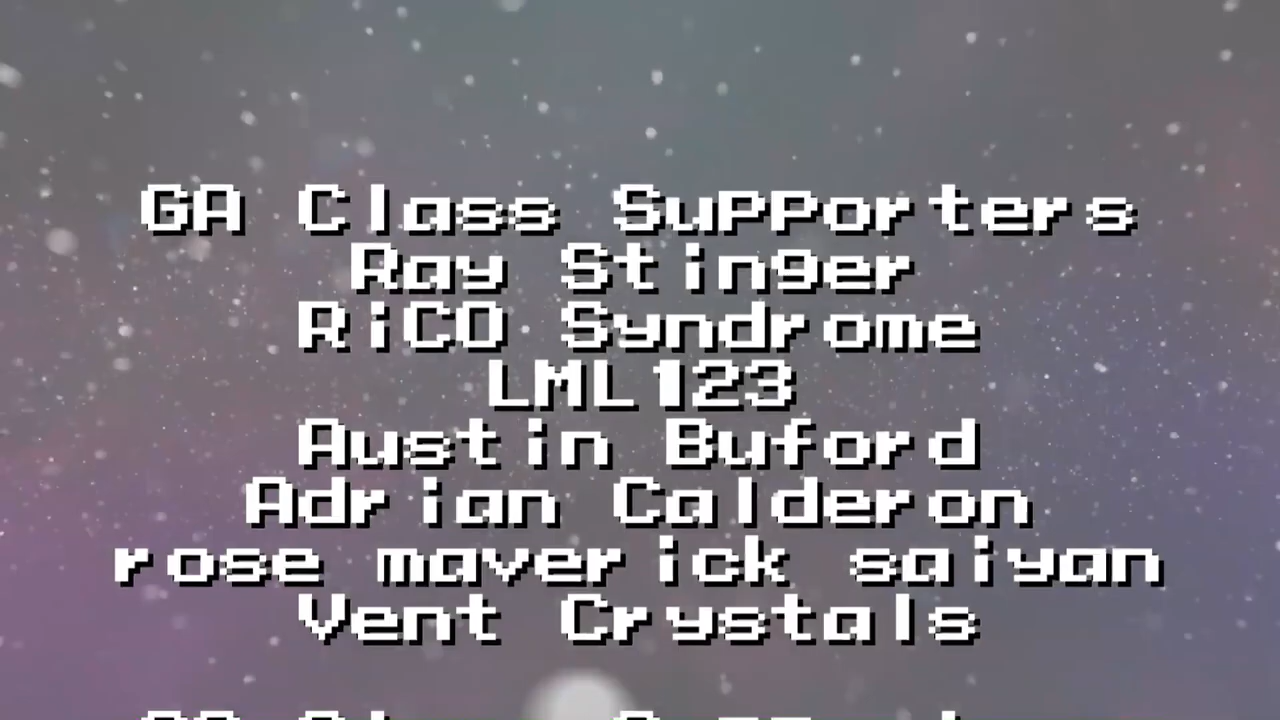 GA Class Supporters
Ray Stinger
RiCO Syndrome
LML123
Austin Buford
Adrian Calderon
rose maverick saiyan
Vent Crystals